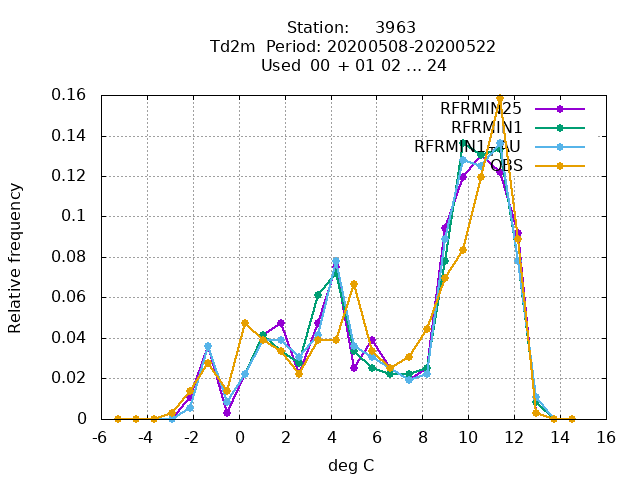 Station: 3963
Td2m Period: 20200508-20200522
Used 00 + 01 02 ... 24
RFRMIN25
RFRMIN1
RFRMIN1-AU
OBS
Relative frequency
0.16
0.14
0.12
0.1
0.08
0.06
0.04
0.02
0
-6 -4 -2 0 2 4 6 8 10 12 14 16
deg C